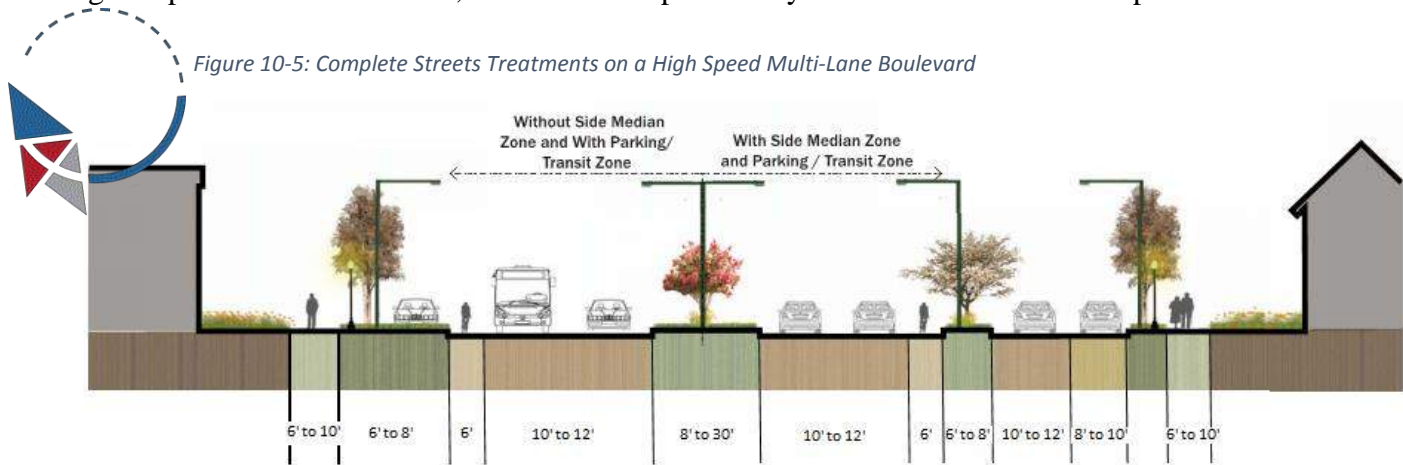 Figure 10-5: Complete Streets Treatments on a High Speed Multi-Lane Boulevard
Without Side Median
Zone and With Parking/
Transit Zone
With Side Median Zone
and Parking / Transit Zone
6' to 10' 6' to 8' 6' 10' to 12' 8' to 30' 10' to 12' 6' 6' to 8' 10' to 12' 8' to 10' 6' to 10'